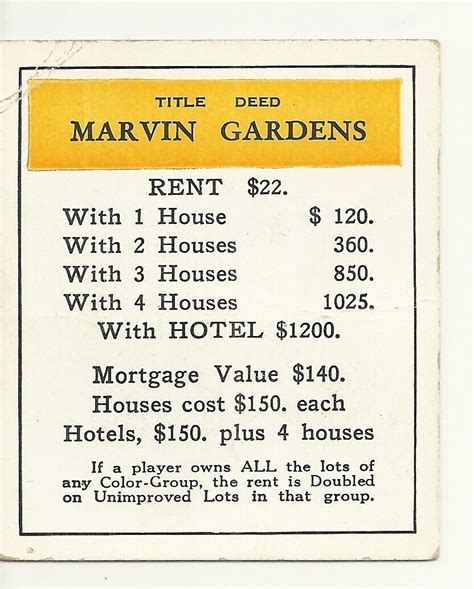 TITLE DEED
MARVIN GARDENS
RENT $22.
With 1 House $ 120.
With 2 Houses 360.
With 3 Houses 850.
With 4 Houses 1025.
With HOTEL $1200.
Mortgage Value $140.
Houses cost $150. each
Hotels, $150. plus 4 houses
If a player owns ALL the lots of
any Color-Group, the rent is Doubled
on Unimproved Lots in that group.